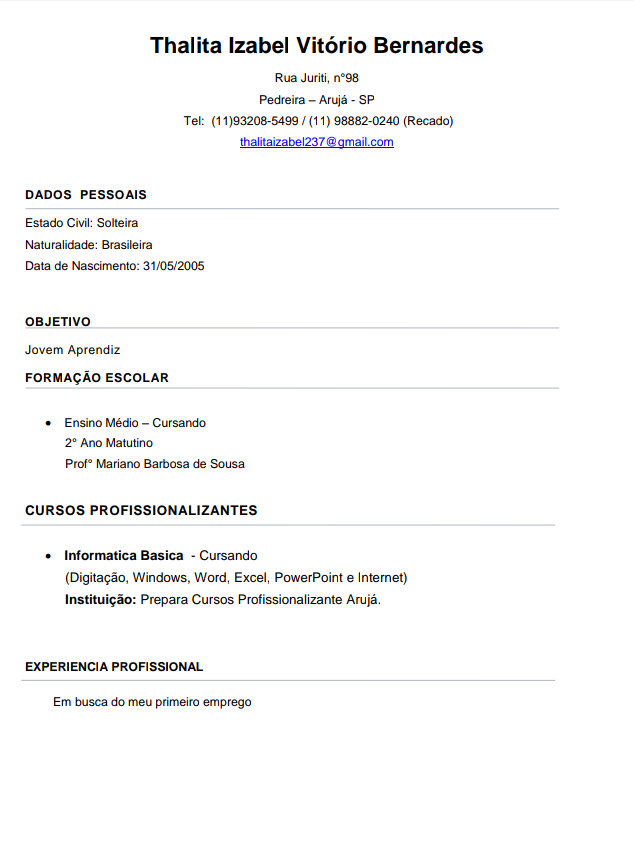 Thalita Izabel Vitório Bernardes
Rua Juriti, n°98
Pedreira – Arujá - SP
Tel:  (11)93208-5499 / (11) 98882-0240 (Recado)
thalitaizabel237@gmail.com
DADOS  PESSOAIS
Estado Civil: Solteira
Naturalidade: Brasileira
Data de Nascimento: 31/05/2005
OBJETIVO
Jovem Aprendiz
FORMAÇÃO ESCOLAR
• Ensino Médio – Cursando
2° Ano Matutino
Prof° Mariano Barbosa de Sousa
CURSOS PROFISSIONALIZANTES
• Informatica Basica  - Cursando
(Digitação, Windows, Word, Excel, PowerPoint e Internet)
Instituição: Prepara Cursos Profissionalizante Arujá.
EXPERIENCIA PROFISSIONAL
Em busca do meu primeiro emprego